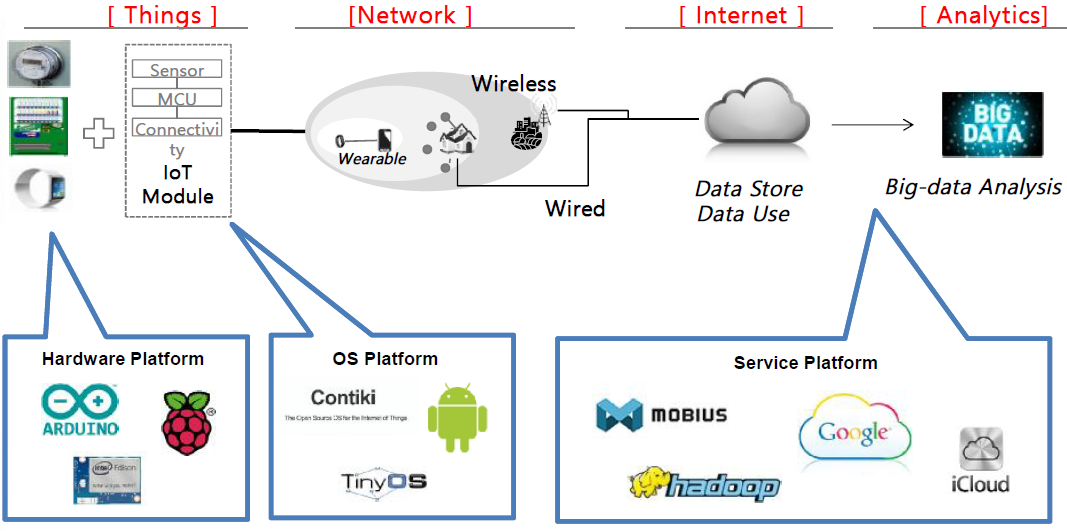 [ Things ]
[Network ]
[ Internet ]
[ Analytics]
Sensor
MCU
Connectivi
ty
IoT
Module
Wearable
Wireless
Wired
Data Store
Data Use
BIG
DATA
Big-data Analysis
Hardware Platform
ARDUINO
intel Edison
OS Platform
Contiki
The Open Source OS for the Internet of Things
TinyOS
Service Platform
MOBIUS
Google
hadoop
iCloud